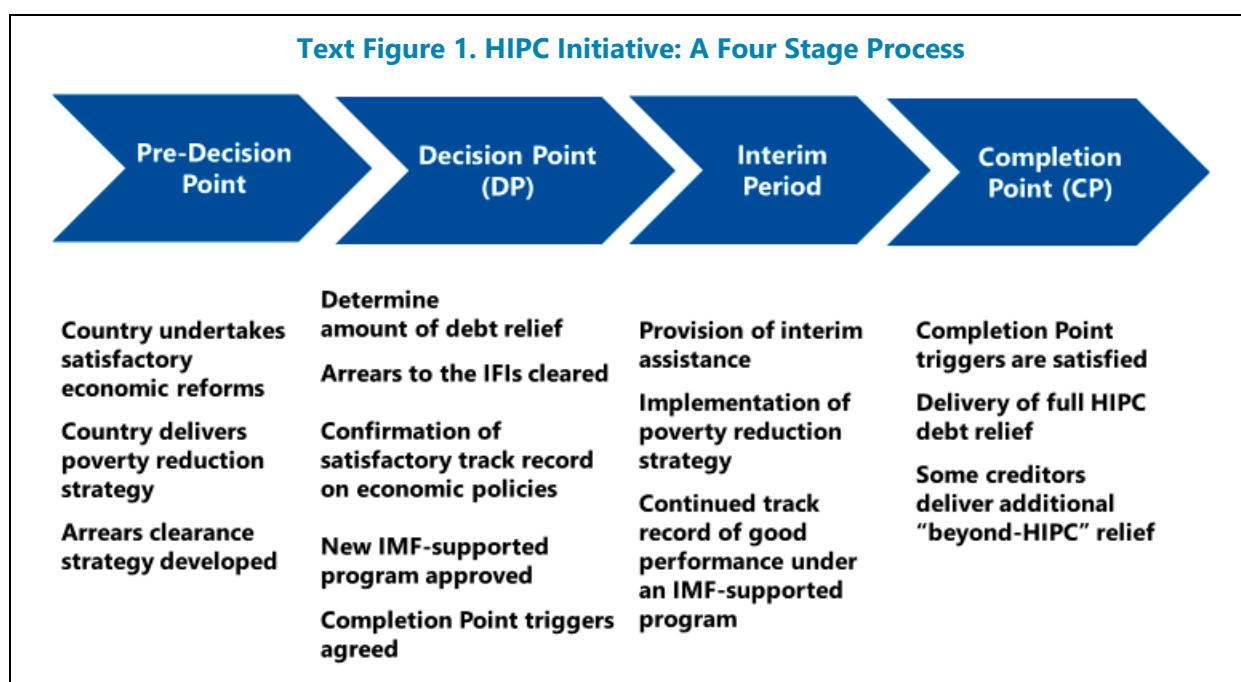 Text Figure 1. HIPC Initiative: A Four Stage Process
Pre-Decision
Point
Decision Point
(DP)
Interim
Period
Completion
Point (CP)
Country undertakes
satisfactory
economic reforms
Country delivers
poverty reduction
strategy
Arrears clearance
strategy developed
Determine
amount of debt relief
Arrears to the IFIs cleared
Confirmation of
satisfactory track record
on economic policies
New IMF-supported
program approved
Completion Point triggers
agreed
Provision of interim
assistance
Implementation of
poverty reduction
strategy
Continued track
record of good
performance under
an IMF-supported
program
Completion Point
triggers are satisfied
Delivery of full HIPC
debt relief
Some creditors
deliver additional
“beyond-HIPC” relief